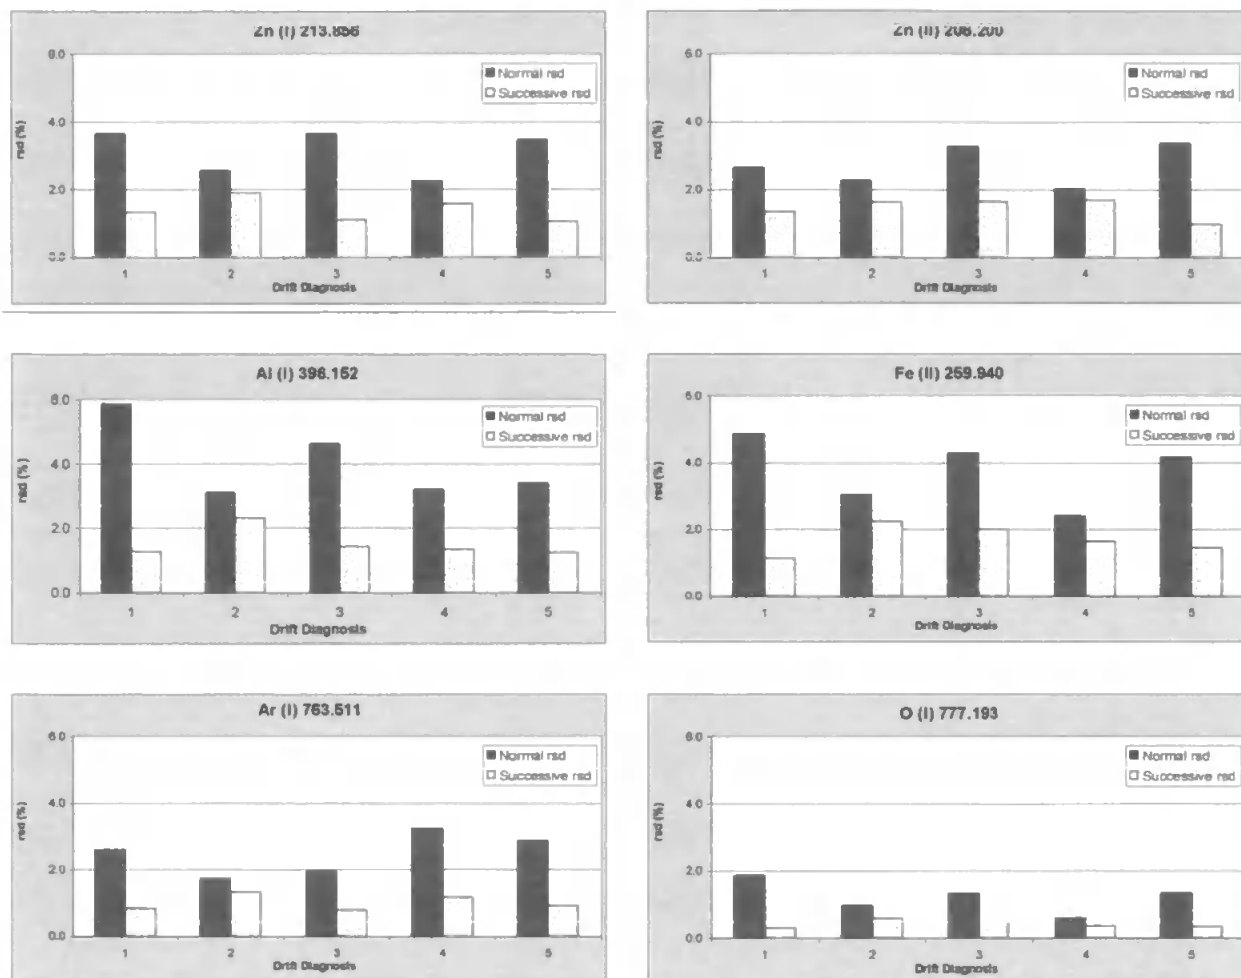 Zn (I) 213.856
6.0
4.0
2.0
0.0
rsd (%)
Normal rsd
Successive rsd
1 2 3 4 5
Drift Diagnosis
Zn (II) 206.200
6.0
4.0
2.0
0.0
rsd (%)
Normal rsd
Successive rsd
1 2 3 4 5
Drift Diagnosis
Al (I) 396.152
6.0
4.0
2.0
0.0
rsd (%)
Normal rsd
Successive rsd
1 2 3 4 5
Drift Diagnosis
Fe (II) 259.940
6.0
4.0
2.0
0.0
rsd (%)
Normal rsd
Successive rsd
1 2 3 4 5
Drift Diagnosis
Ar (I) 763.511
6.0
4.0
2.0
0.0
rsd (%)
Normal rsd
Successive rsd
1 2 3 4 5
Drift Diagnosis
O (I) 777.193
6.0
4.0
2.0
0.0
rsd (%)
Normal rsd
Successive rsd
1 2 3 4 5
Drift Diagnosis